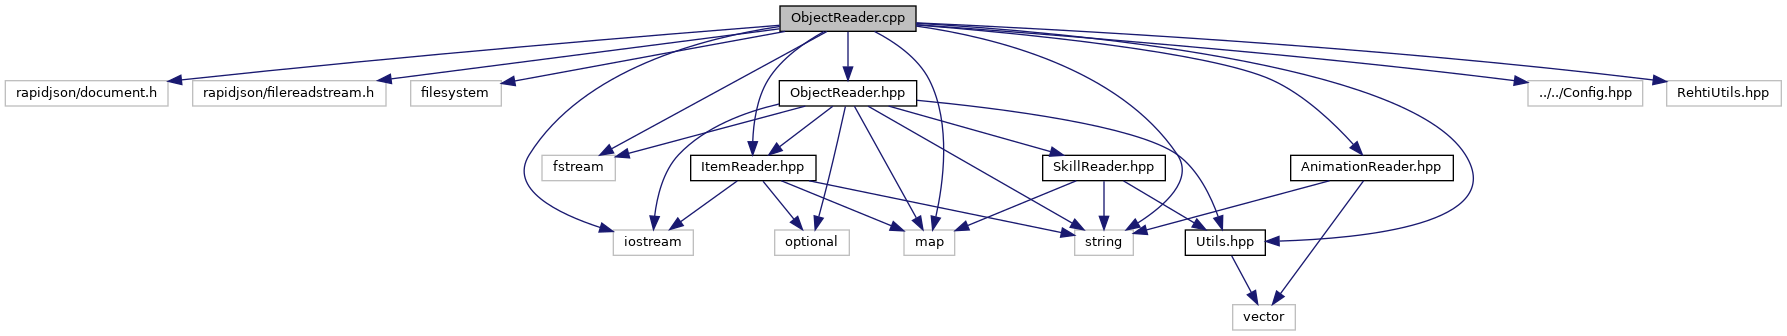 ObjectReader.cpp
rapidjson/document.h
rapidjson/filereadstream.h
filesystem
ObjectReader.hpp
../../Config.hpp
RehtiUtils.hpp
fstream
ItemReader.hpp
SkillReader.hpp
AnimationReader.hpp
iostream
optional
map
string
Utils.hpp
vector